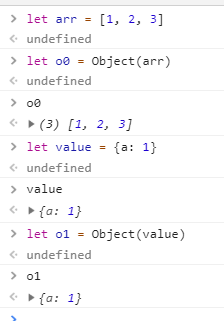 > let arr = [1, 2, 3]
< undefined
> let o0 = Object(arr)
< undefined
> o0
< ▶ (3) [1, 2, 3]
> let value = {a: 1}
< undefined
> value
< ▶ {a: 1}
> let o1 = Object(value)
< undefined
> o1
< ▶ {a: 1}
>